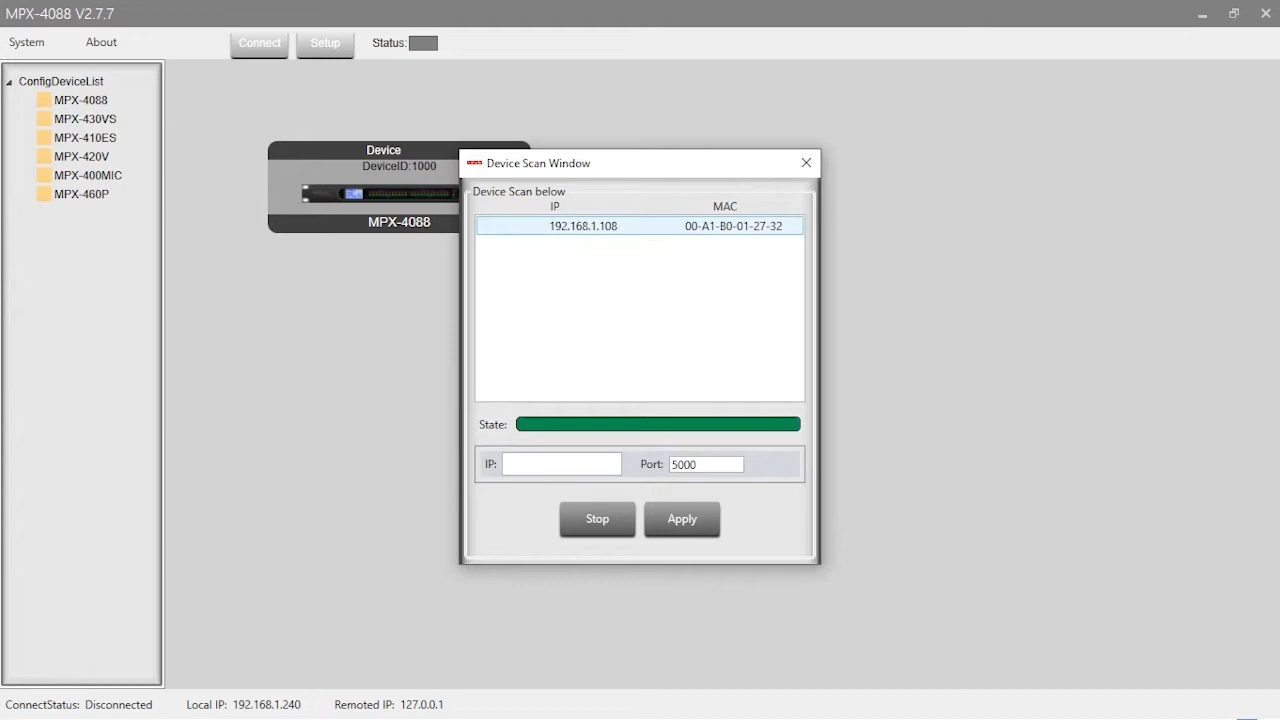 MPX-4088 V2.7.7
System About Connect Setup Status:
ConfigDeviceList
MPX-4088
MPX-430VS
MPX-410ES
MPX-420V
MPX-400MIC
MPX-460P
Device
DeviceID:1000
MPX-4088
Device Scan Window
Device Scan below
IP MAC
192.168.1.108 00-A1-B0-01-27-32
State:
IP: Port: 5000
Stop Apply
ConnectStatus: Disconnected Local IP: 192.168.1.240 Remoted IP: 127.0.0.1